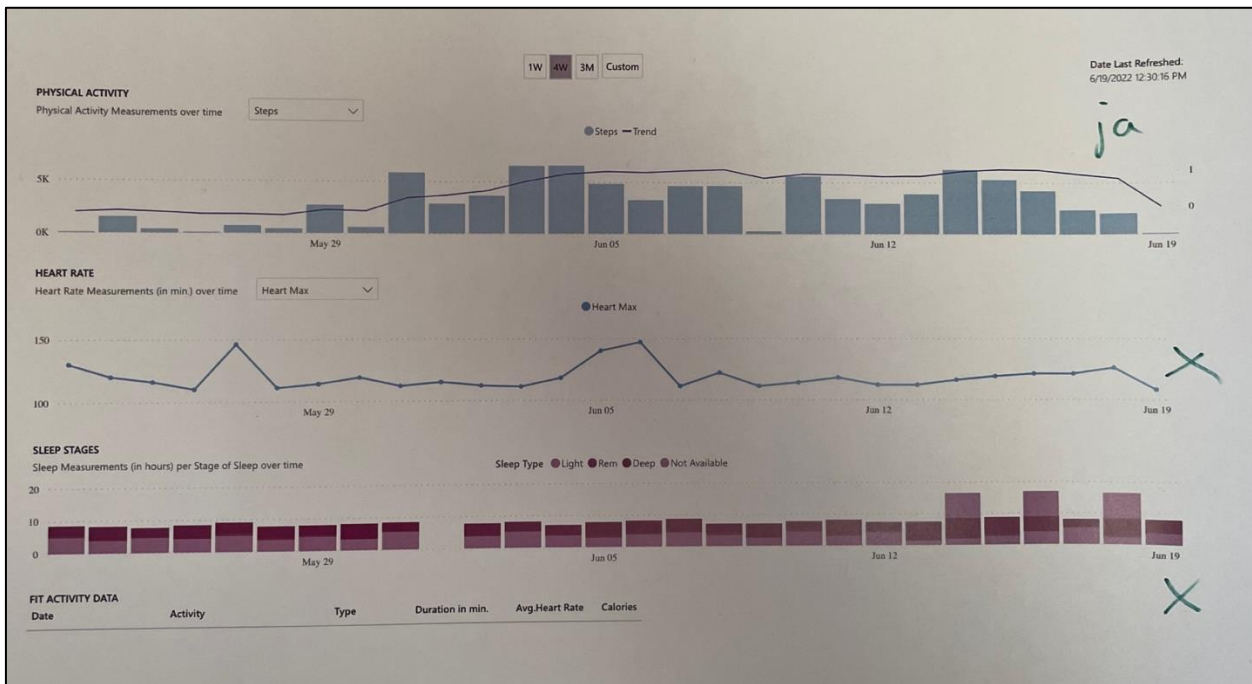 1W 4W 3M Custom
Date Last Refreshed:
6/19/2022 12:30:16 PM
PHYSICAL ACTIVITY
Physical Activity Measurements over time Steps
ja
Steps Trend
5K 1
0K 0
May 29 Jun 05 Jun 12 Jun 19
HEART RATE
Heart Rate Measurements (in min.) over time Heart Max
Heart Max
150
X
100
May 29 Jun 05 Jun 12 Jun 19
SLEEP STAGES
Sleep Measurements (in hours) per Stage of Sleep over time Sleep Type Light Rem Deep Not Available
20
10
0
May 29 Jun 05 Jun 12 Jun 19
X
FIT ACTIVITY DATA
Date Activity Type Duration in min. Avg.Heart Rate Calories